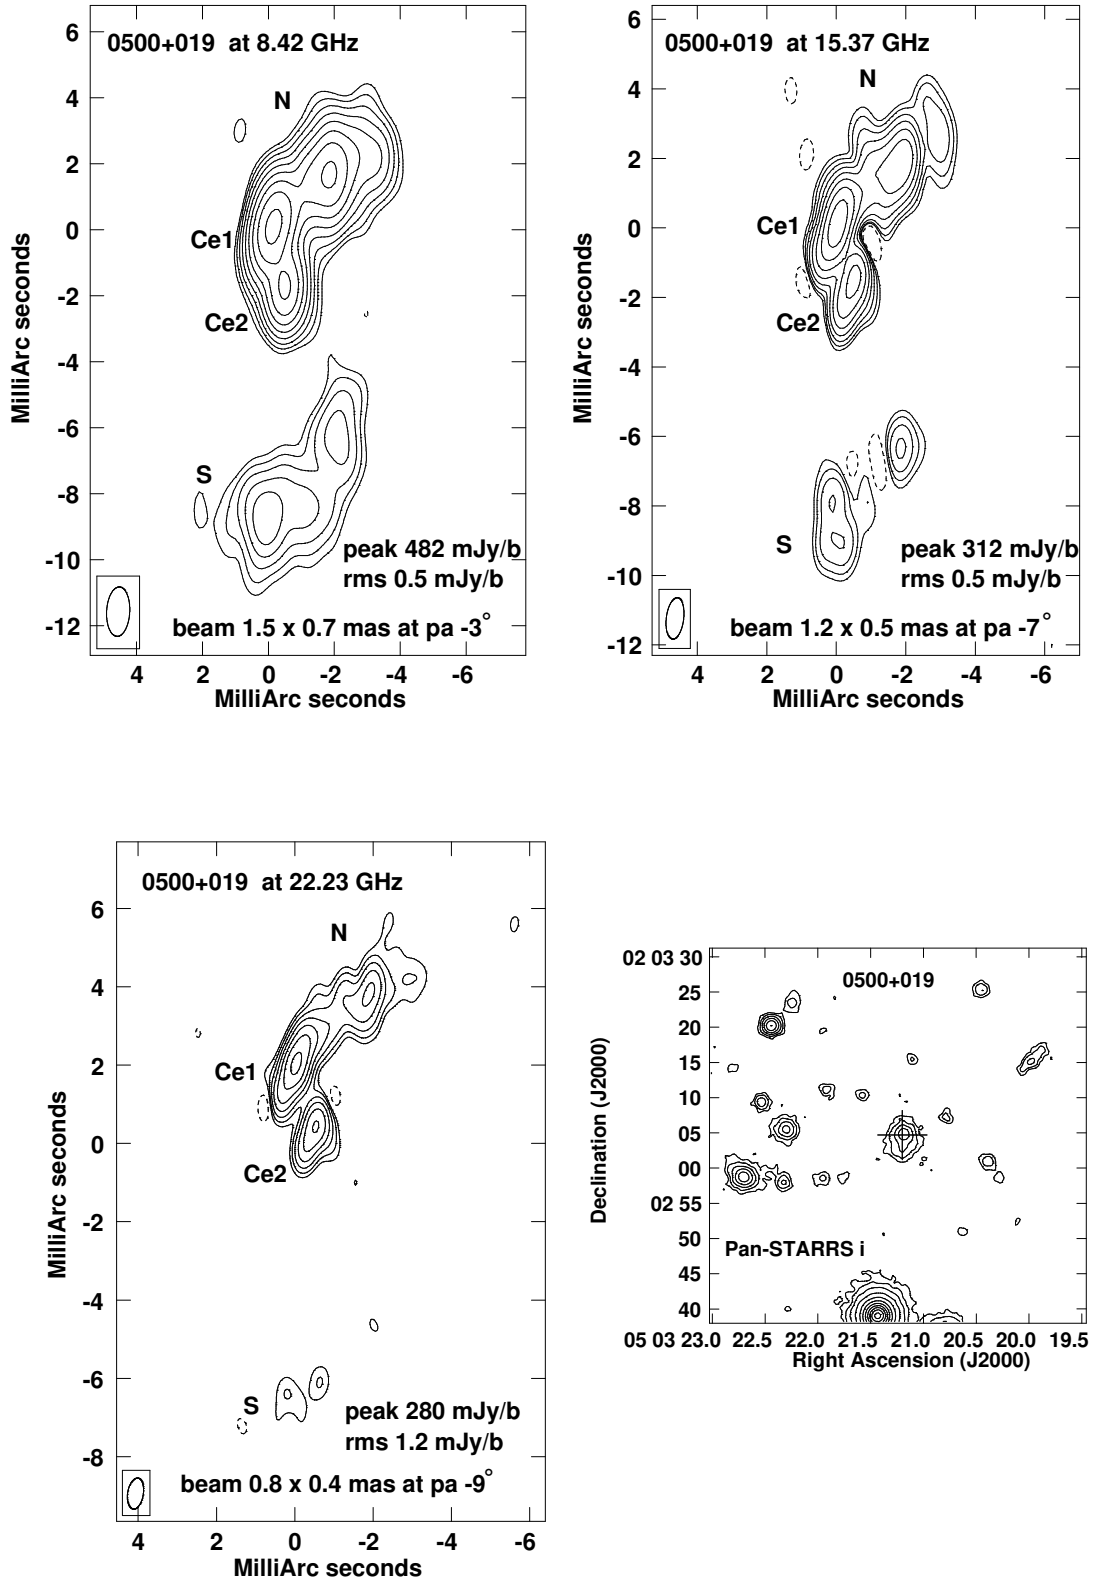 0500+019 at 8.42 GHz
N
Ce1
Ce2
S
peak 482 mJy/b
rms 0.5 mJy/b
beam 1.5 x 0.7 mas at pa -3°
6
4
2
0
-2
-4
-6
-8
-10
-12
MilliArc seconds
4 2 0 -2 -4 -6
MilliArc seconds
0500+019 at 15.37 GHz
N
Ce1
Ce2
S
peak 312 mJy/b
rms 0.5 mJy/b
beam 1.2 x 0.5 mas at pa -7°
6
4
2
0
-2
-4
-6
-8
-10
-12
MilliArc seconds
4 2 0 -2 -4 -6
MilliArc seconds
0500+019 at 22.23 GHz
N
Ce1
Ce2
S
peak 280 mJy/b
rms 1.2 mJy/b
beam 0.8 x 0.4 mas at pa -9°
6
4
2
0
-2
-4
-6
-8
MilliArc seconds
4 2 0 -2 -4 -6
MilliArc seconds
0500+019
Pan-STARRS i
02 03 30
25
20
15
10
05
00
02 55
50
45
40
Declination (J2000)
05 03 23.0 22.5 22.0 21.5 21.0 20.5 20.0 19.5
Right Ascension (J2000)